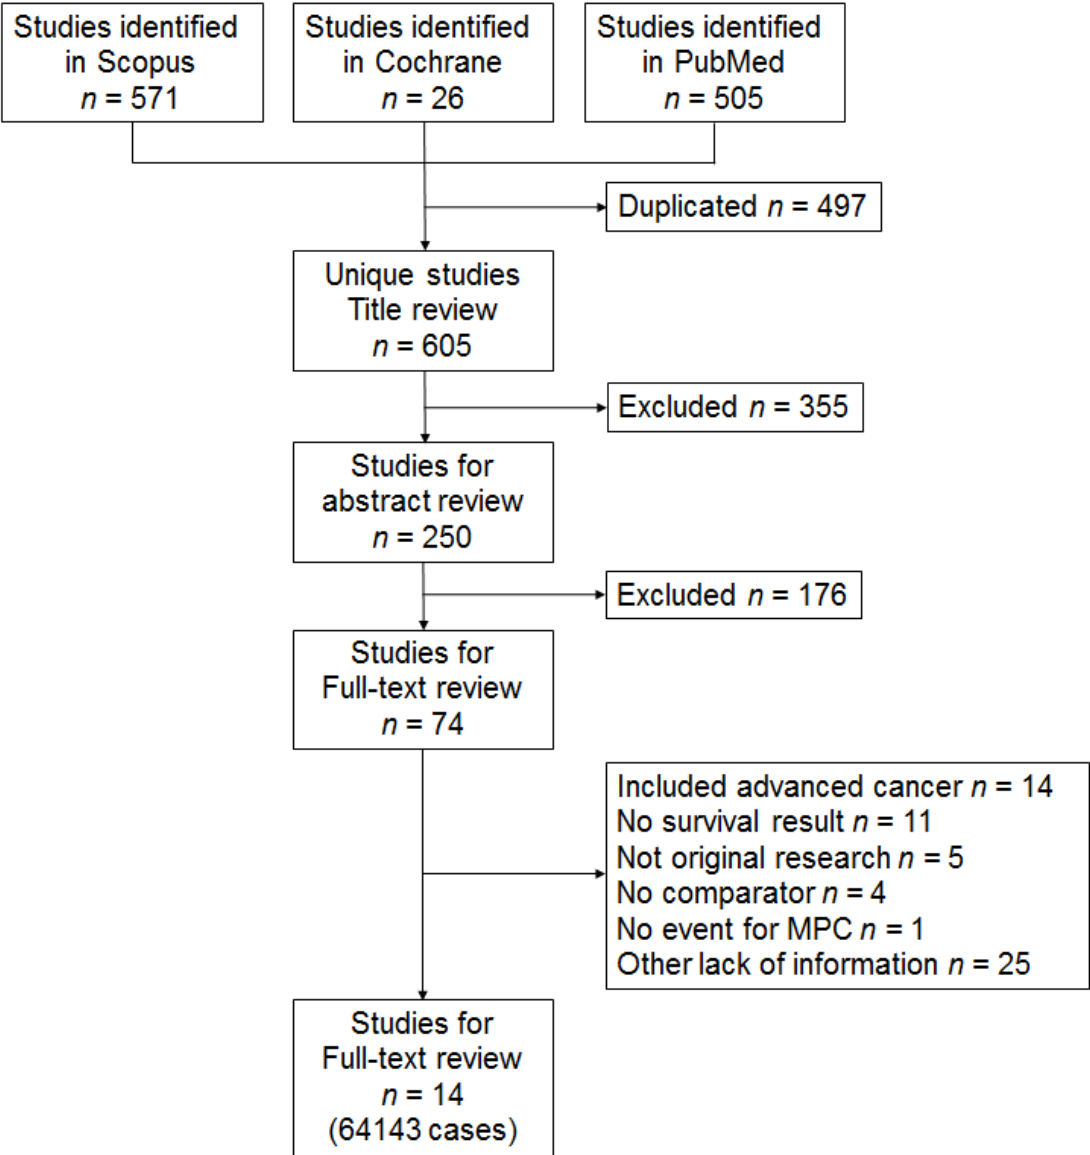 Studies identified
in Scopus
n = 571
Studies identified
in Cochrane
n = 26
Studies identified
in PubMed
n = 505
Duplicated n = 497
Unique studies
Title review
n = 605
Excluded n = 355
Studies for
abstract review
n = 250
Excluded n = 176
Studies for
Full-text review
n = 74
Included advanced cancer n = 14
No survival result n = 11
Not original research n = 5
No comparator n = 4
No event for MPC n = 1
Other lack of information n = 25
Studies for
Full-text review
n = 14
(64143 cases)